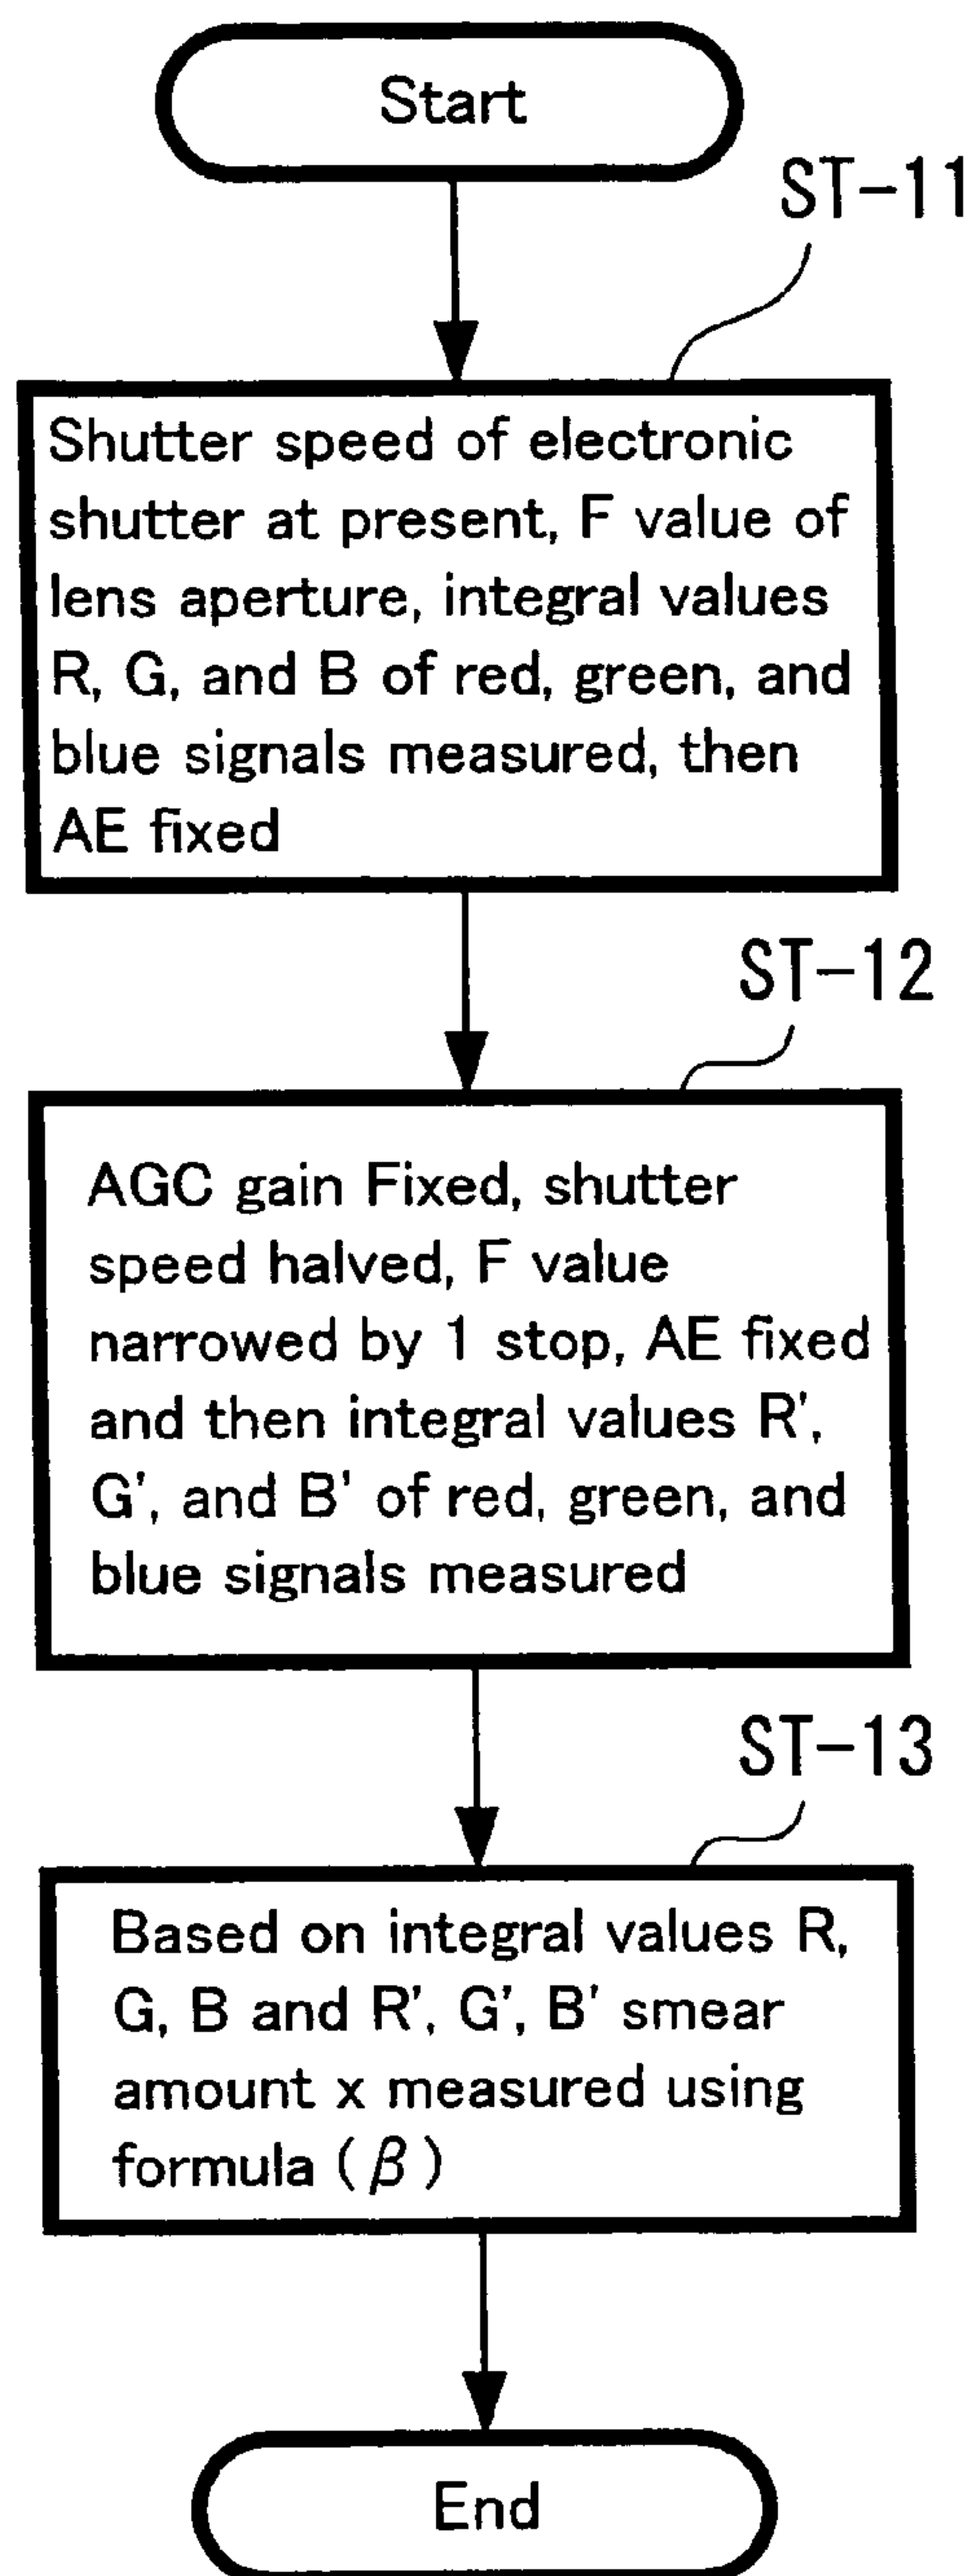 Start
ST-11
Shutter speed of electronic
shutter at present, F value of
lens aperture, integral values
R, G, and B of red, green, and
blue signals measured, then
AE fixed
ST-12
AGC gain Fixed, shutter
speed halved, F value
narrowed by 1 stop, AE fixed
and then integral values R',
G', and B' of red, green, and
blue signals measured
ST-13
Based on integral values R,
G, B and R', G', B' smear
amount x measured using
formula (β)
End